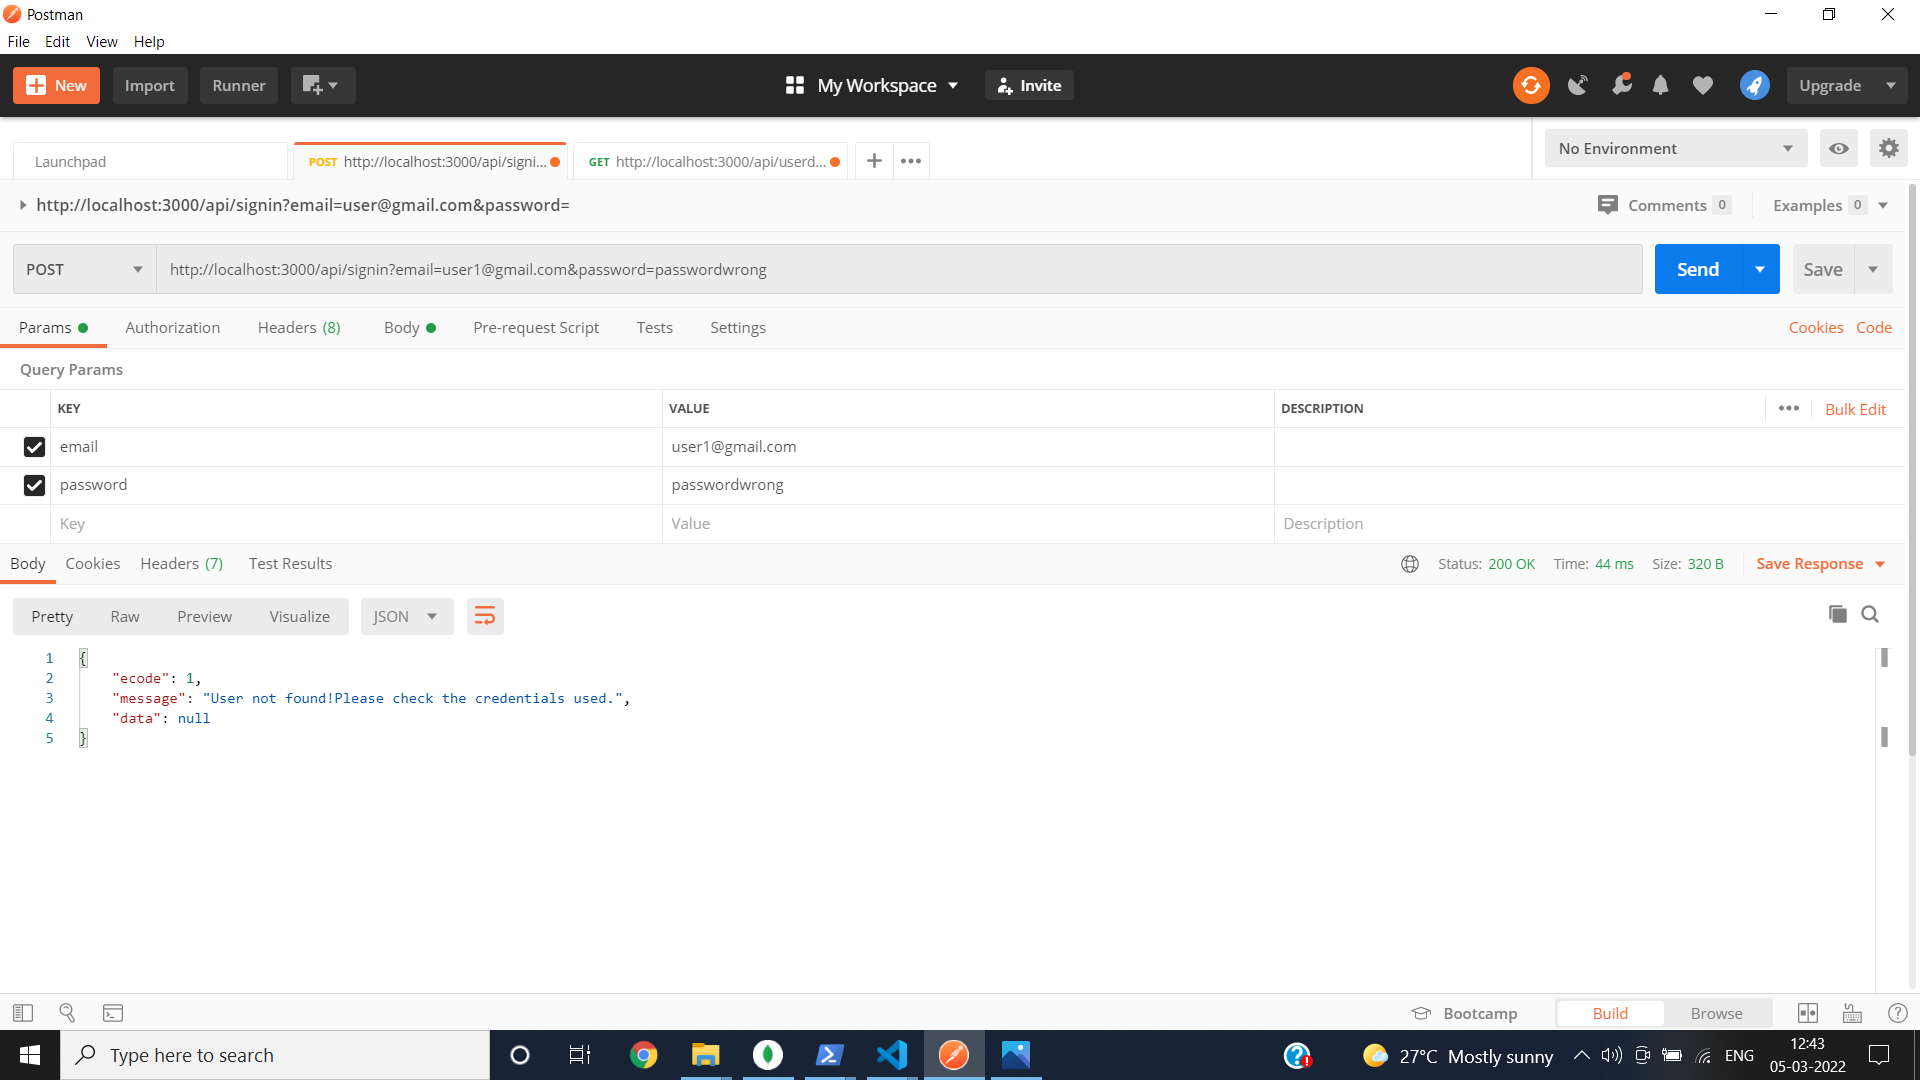 Postman
File Edit View Help
New Import Runner My Workspace Invite Upgrade
Launchpad POST http://localhost:3000/api/signi... GET http://localhost:3000/api/userd... No Environment
http://localhost:3000/api/signin?email=user@gmail.com&password= Comments 0 Examples 0
POST http://localhost:3000/api/signin?email=user1@gmail.com&password=passwordwrong Send Save
Params Authorization Headers (8) Body Pre-request Script Tests Settings Cookies Code
Query Params
KEY VALUE DESCRIPTION Bulk Edit
email user1@gmail.com
password passwordwrong
Key Value Description
Body Cookies Headers (7) Test Results Status: 200 OK Time: 44 ms Size: 320 B Save Response
Pretty Raw Preview Visualize JSON
1 {
2 "ecode": 1,
3 "message": "User not found!Please check the credentials used.",
4 "data": null
5 }
Bootcamp Build Browse
Type here to search 27°C Mostly sunny ENG 12:43
05-03-2022